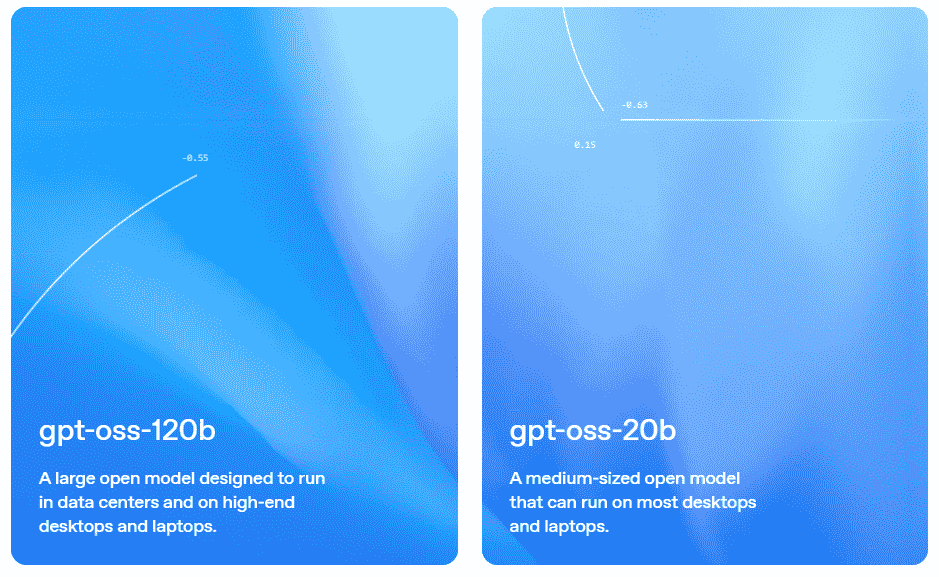 -0.55
gpt-oss-120b
A large open model designed to run
in data centers and on high-end
desktops and laptops.
-0.63
0.15
gpt-oss-20b
A medium-sized open model
that can run on most desktops
and laptops.